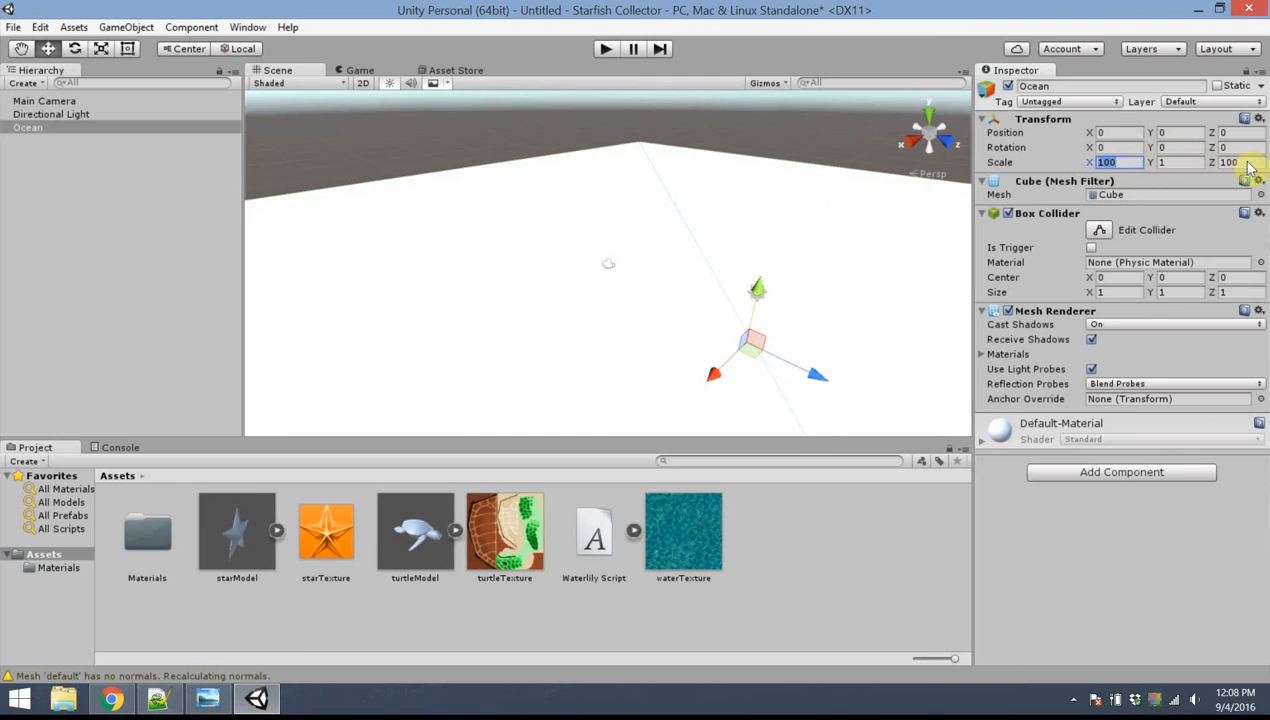 Unity Personal (64bit) - Untitled - Starfish Collector - PC, Mac & Linux Standalone* <DX11>
File Edit Assets GameObject Component Window Help
Center Local Account Layers Layout
Hierarchy Scene Game Asset Store Inspector
Create All Shaded 2D Gizmos All
Ocean Static
Tag Untagged Layer Default
Main Camera
Directional Light
Ocean
y
x z
Persp
Transform
Position X 0 Y 0 Z 0
Rotation X 0 Y 0 Z 0
Scale X 100 Y 1 Z 100
Cube (Mesh Filter)
Mesh Cube
Box Collider
Edit Collider
Is Trigger
Material None (Physic Material)
Center X 0 Y 0 Z 0
Size X 1 Y 1 Z 1
Mesh Renderer
Cast Shadows On
Receive Shadows
Materials
Use Light Probes
Reflection Probes Blend Probes
Anchor Override None (Transform)
Default-Material
Shader Standard
Add Component
Project Console
Create
Favorites
All Materials
All Models
All Prefabs
All Scripts
Assets
Materials
Assets
Materials starModel starTexture turtleModel turtleTexture Waterlily Script waterTexture
A
Mesh 'default' has no normals. Recalculating normals.
12:08 PM
9/4/2016